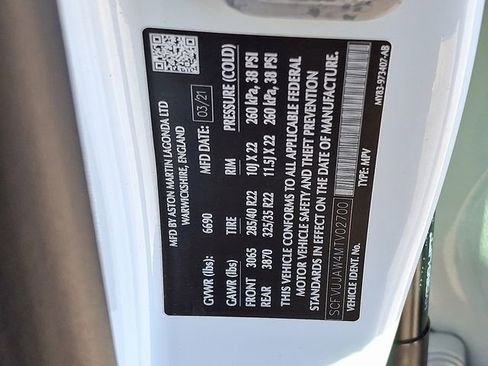 MFD BY ASTON MARTIN LAGONDA LTD
WARWICKSHIRE, ENGLAND
GVWR (lbs): 6690 MFD DATE: 03/21
GAWR (lbs): TIRE RIM PRESSURE (COLD)
FRONT 3065 285/40 R22 10J X 22 260 kPa, 38 PSI
REAR 3870 325/35 R22 11.5J X 22 260 kPa, 38 PSI
THIS VEHICLE CONFORMS TO ALL APPLICABLE FEDERAL
MOTOR VEHICLE SAFETY AND THEFT PREVENTION
STANDARDS IN EFFECT ON THE DATE OF MANUFACTURE.
SCFVUJAW4MTV02700
VEHICLE IDENT. No. TYPE: MPV
MY83-973407-AB